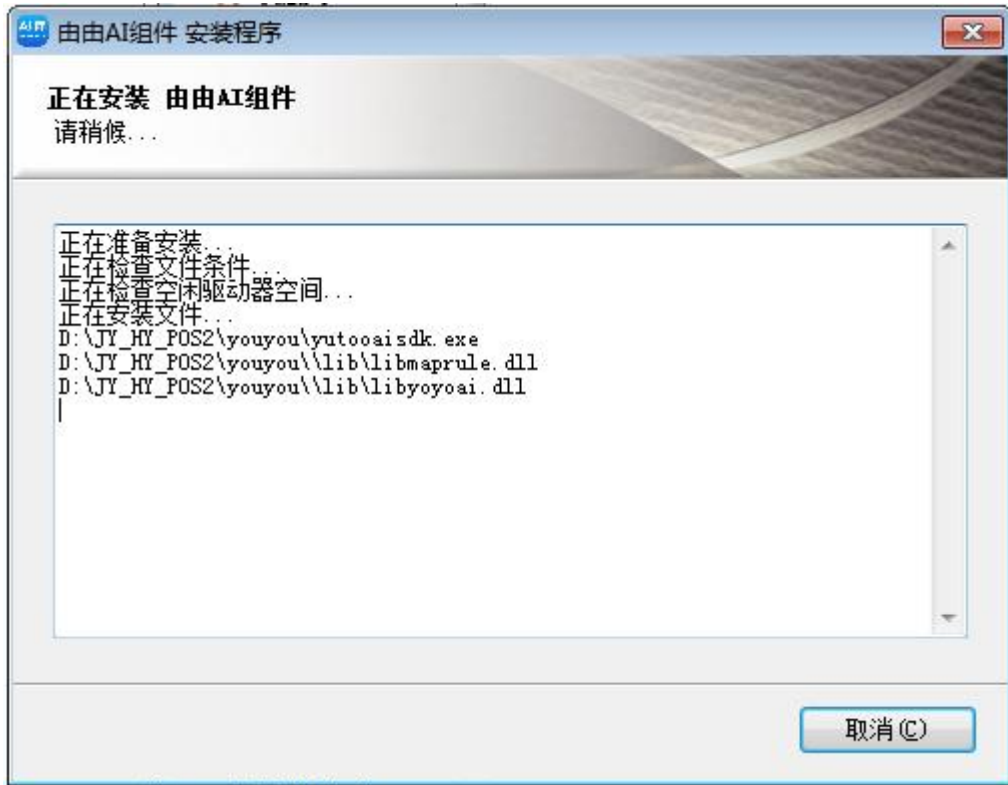 由由AI组件 安装程序
正在安装 由由AI组件
请稍候...
正在准备安装...
正在检查文件条件...
正在检查空闲驱动器空间...
正在安装文件...
D:\JY_HY_POS2\youyou\yutooaisdk.exe
D:\JY_HY_POS2\youyou\\lib\libmaprule.dll
D:\JY_HY_POS2\youyou\\lib\libyoyoai.dll
取消(C)